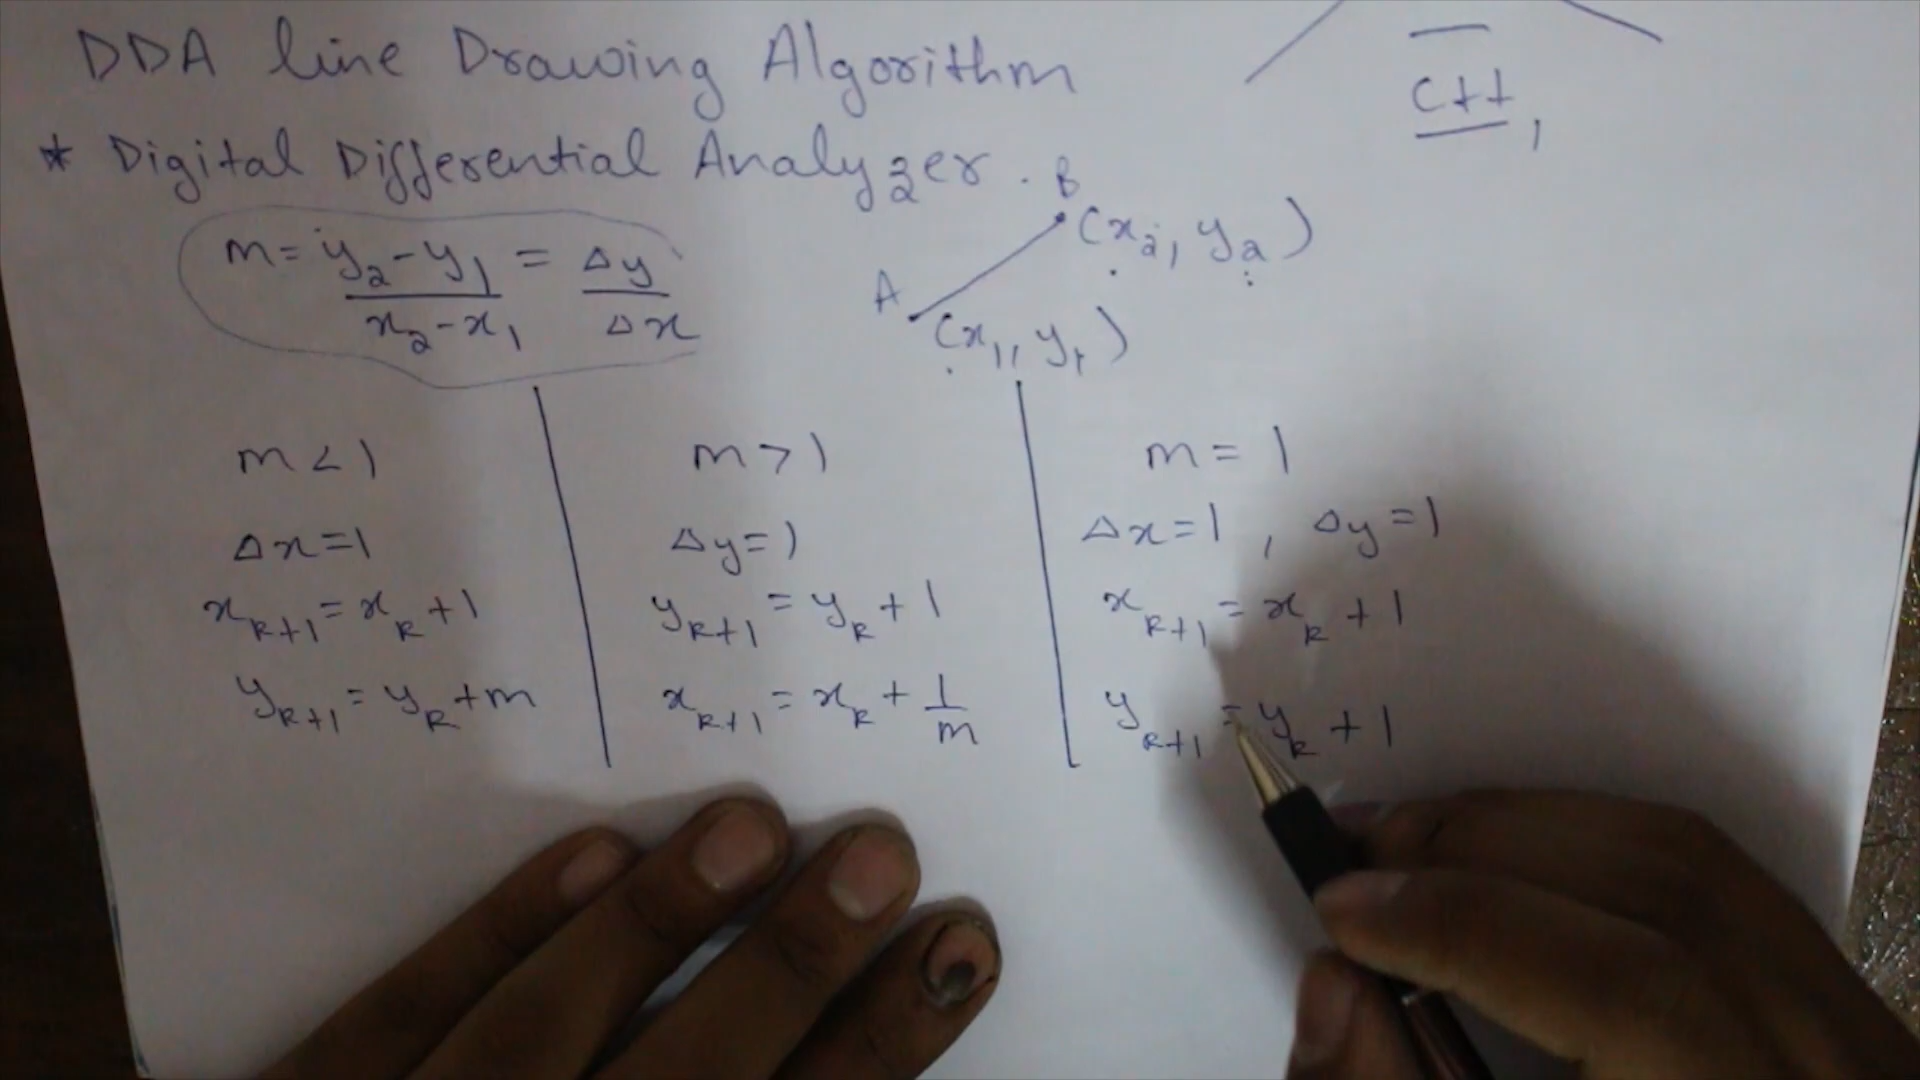 DDA line Drawing Algorithm
C++,
* Digital Differential Analyzer.
m = y₂-y₁ / x₂-x₁ = Δy / Δx
B (x₂, y₂)
A (x₁, y₁)
m < 1
Δx=1
xₖ₊₁ = xₖ+1
yₖ₊₁ = yₖ+m
m > 1
Δy=1
yₖ₊₁ = yₖ+1
xₖ₊₁ = xₖ + 1/m
m = 1
Δx=1, Δy=1
xₖ₊₁ = xₖ+1
yₖ₊₁ = yₖ+1